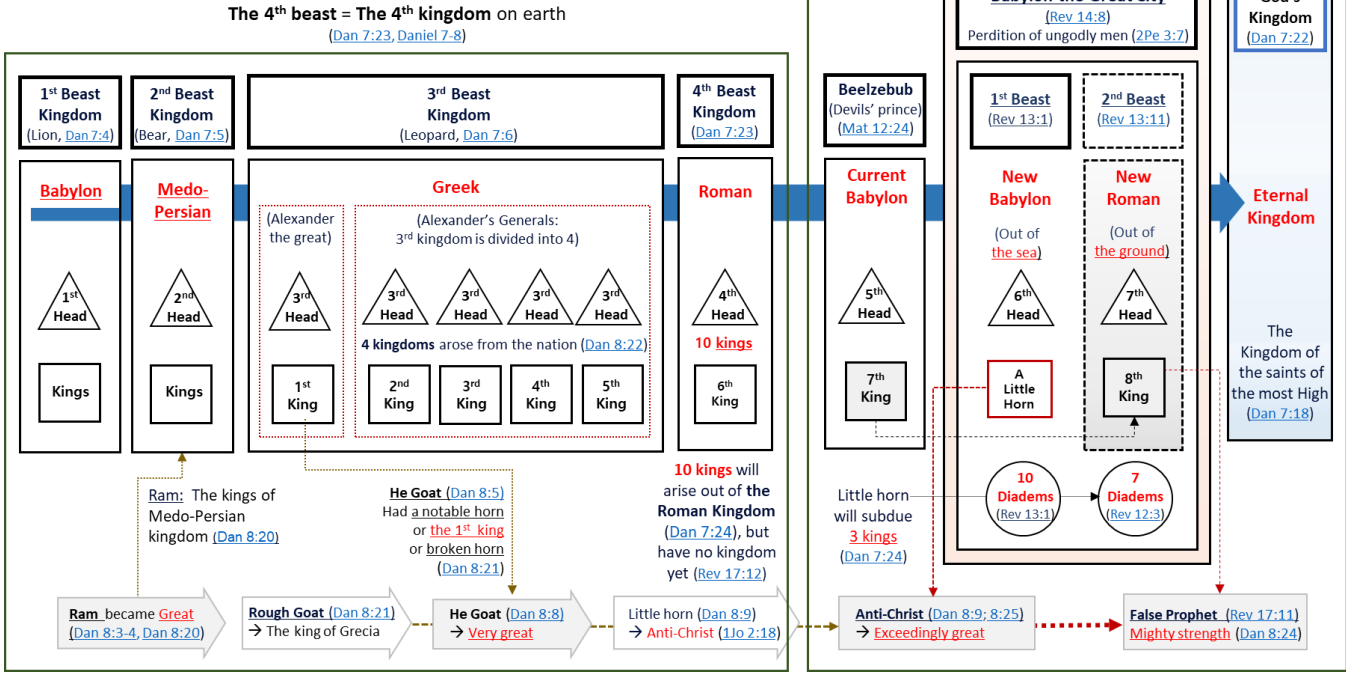 The 4th beast = The 4th kingdom on earth
(Dan 7:23, Daniel 7-8)
1st Beast
Kingdom
(Lion, Dan 7:4)
2nd Beast
Kingdom
(Bear, Dan 7:5)
3rd Beast
Kingdom
(Leopard, Dan 7:6)
4th Beast
Kingdom
(Dan 7:23)
Babylon
Medo-
Persian
Greek
Roman
(Alexander
the great)
(Alexander's Generals:
3rd kingdom is divided into 4)
1st
Head
2nd
Head
3rd
Head
3rd
Head
3rd
Head
3rd
Head
3rd
Head
4th
Head
4 kingdoms arose from the nation (Dan 8:22)
10 kings
Kings
Kings
1st
King
2nd
King
3rd
King
4th
King
5th
King
6th
King
Ram: The kings of
Medo-Persian
kingdom (Dan 8:20)
He Goat (Dan 8:5)
Had a notable horn
or the 1st king
or broken horn
(Dan 8:21)
10 kings will
arise out of the
Roman Kingdom
(Dan 7:24), but
have no kingdom
yet (Rev 17:12)
Ram became Great
(Dan 8:3-4, Dan 8:20)
Rough Goat (Dan 8:21)
→ The king of Grecia
He Goat (Dan 8:8)
→ Very great
Little horn (Dan 8:9)
→ Anti-Christ (1Jo 2:18)
Babylon the Great City
(Rev 14:8)
Perdition of ungodly men (2Pe 3:7)
God's
Kingdom
(Dan 7:22)
Beelzebub
(Devils' prince)
(Mat 12:24)
1st Beast
(Rev 13:1)
2nd Beast
(Rev 13:11)
Current
Babylon
New
Babylon
(Out of
the sea)
New
Roman
(Out of
the ground)
Eternal
Kingdom
5th
Head
6th
Head
7th
Head
7th
King
A
Little
Horn
8th
King
The
Kingdom of
the saints of
the most High
(Dan 7:18)
Little horn
will subdue
3 kings
(Dan 7:24)
10
Diadems
(Rev 13:1)
7
Diadems
(Rev 12:3)
Anti-Christ (Dan 8:9; 8:25)
→ Exceedingly great
False Prophet (Rev 17:11)
Mighty strength (Dan 8:24)